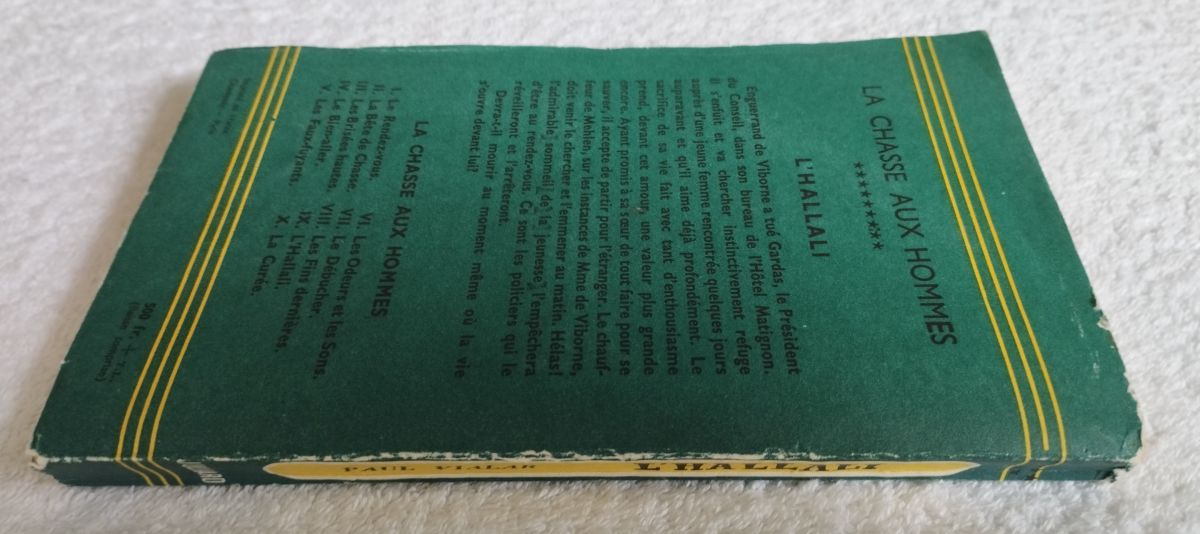 LA CHASSE AUX HOMMES
*********
L'HALLALI
Enguerrand de Viborne a tué Gardas, le Président
du Conseil, dans son bureau de l'Hôtel Matignon.
Il s'enfuit et va chercher instinctivement refuge
auprès d'une jeune femme rencontrée quelques jours
auparavant et qu'il aime déjà profondément. Le
sacrifice de sa vie fait avec tant d'enthousiasme
prend, devant cet amour, une valeur plus grande
encore. Ayant promis à sa sœur de tout faire pour se
sauver, il accepte de partir pour l'étranger. Le chauf-
feur de Mehlen, sur les instances de Mme de Viborne,
doit venir le chercher et l'emmener au matin. Hélas!
l'admirable sommeil de la jeunesse l'empêchera
d'être au rendez-vous. Ce sont les policiers qui le
réveilleront et l'arrêteront.
Devra-t-il mourir au moment même où la vie
s'ouvre devant lui?
LA CHASSE AUX HOMMES
I. Le Rendez-vous.
II. La Bête de Chasse.
III. Les Brisées hautes.
IV. Le Bien-aller.
V. Les Faux-fuyants.
VI. Les Odeurs et les Sons.
VII. Le Débucher.
VIII. Les Fins dernières.
IX. L'Hallali.
X. La Curée.
500 fr. + T.L.
PAUL VIALAR
L'HALLALI